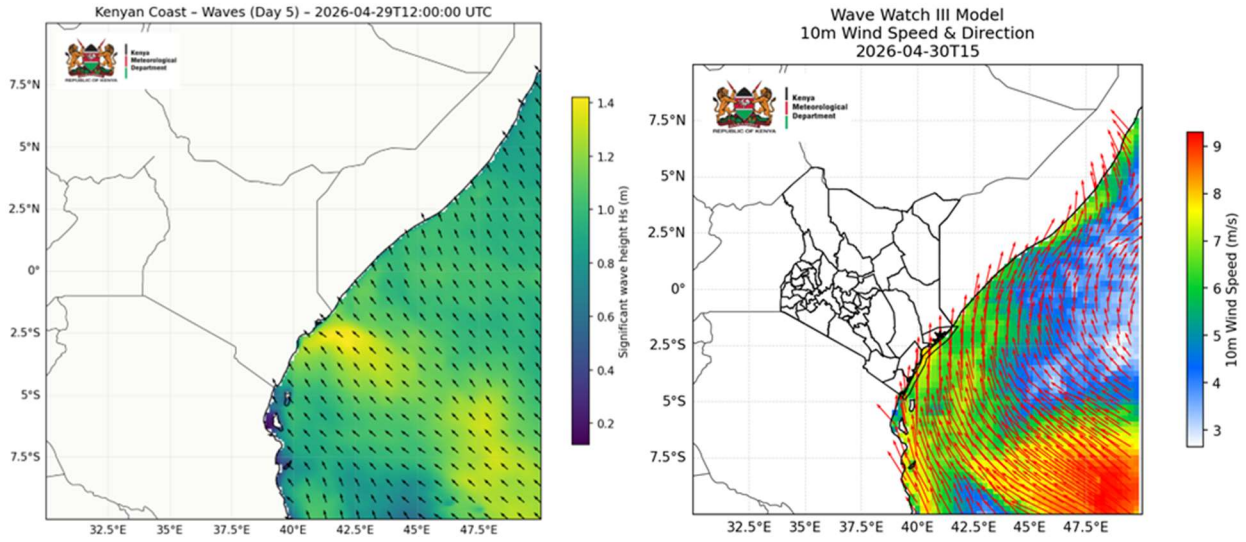 Kenyan Coast – Waves (Day 5) – 2026-04-29T12:00:00 UTC
Kenya
Meteorological
Department
REPUBLIC OF KENYA
7.5°N
5°N
2.5°N
0°
2.5°S
5°S
7.5°S
32.5°E
35°E
37.5°E
40°E
42.5°E
45°E
47.5°E
1.4
1.2
1.0
0.8
0.6
0.4
0.2
Significant wave height Hs (m)
Wave Watch III Model
10m Wind Speed & Direction
2026-04-30T15
Kenya
Meteorological
Department
REPUBLIC OF KENYA
7.5°N
5°N
2.5°N
0°
2.5°S
5°S
7.5°S
32.5°E
35°E
37.5°E
40°E
42.5°E
45°E
47.5°E
9
8
7
6
5
4
3
10m Wind Speed (m/s)